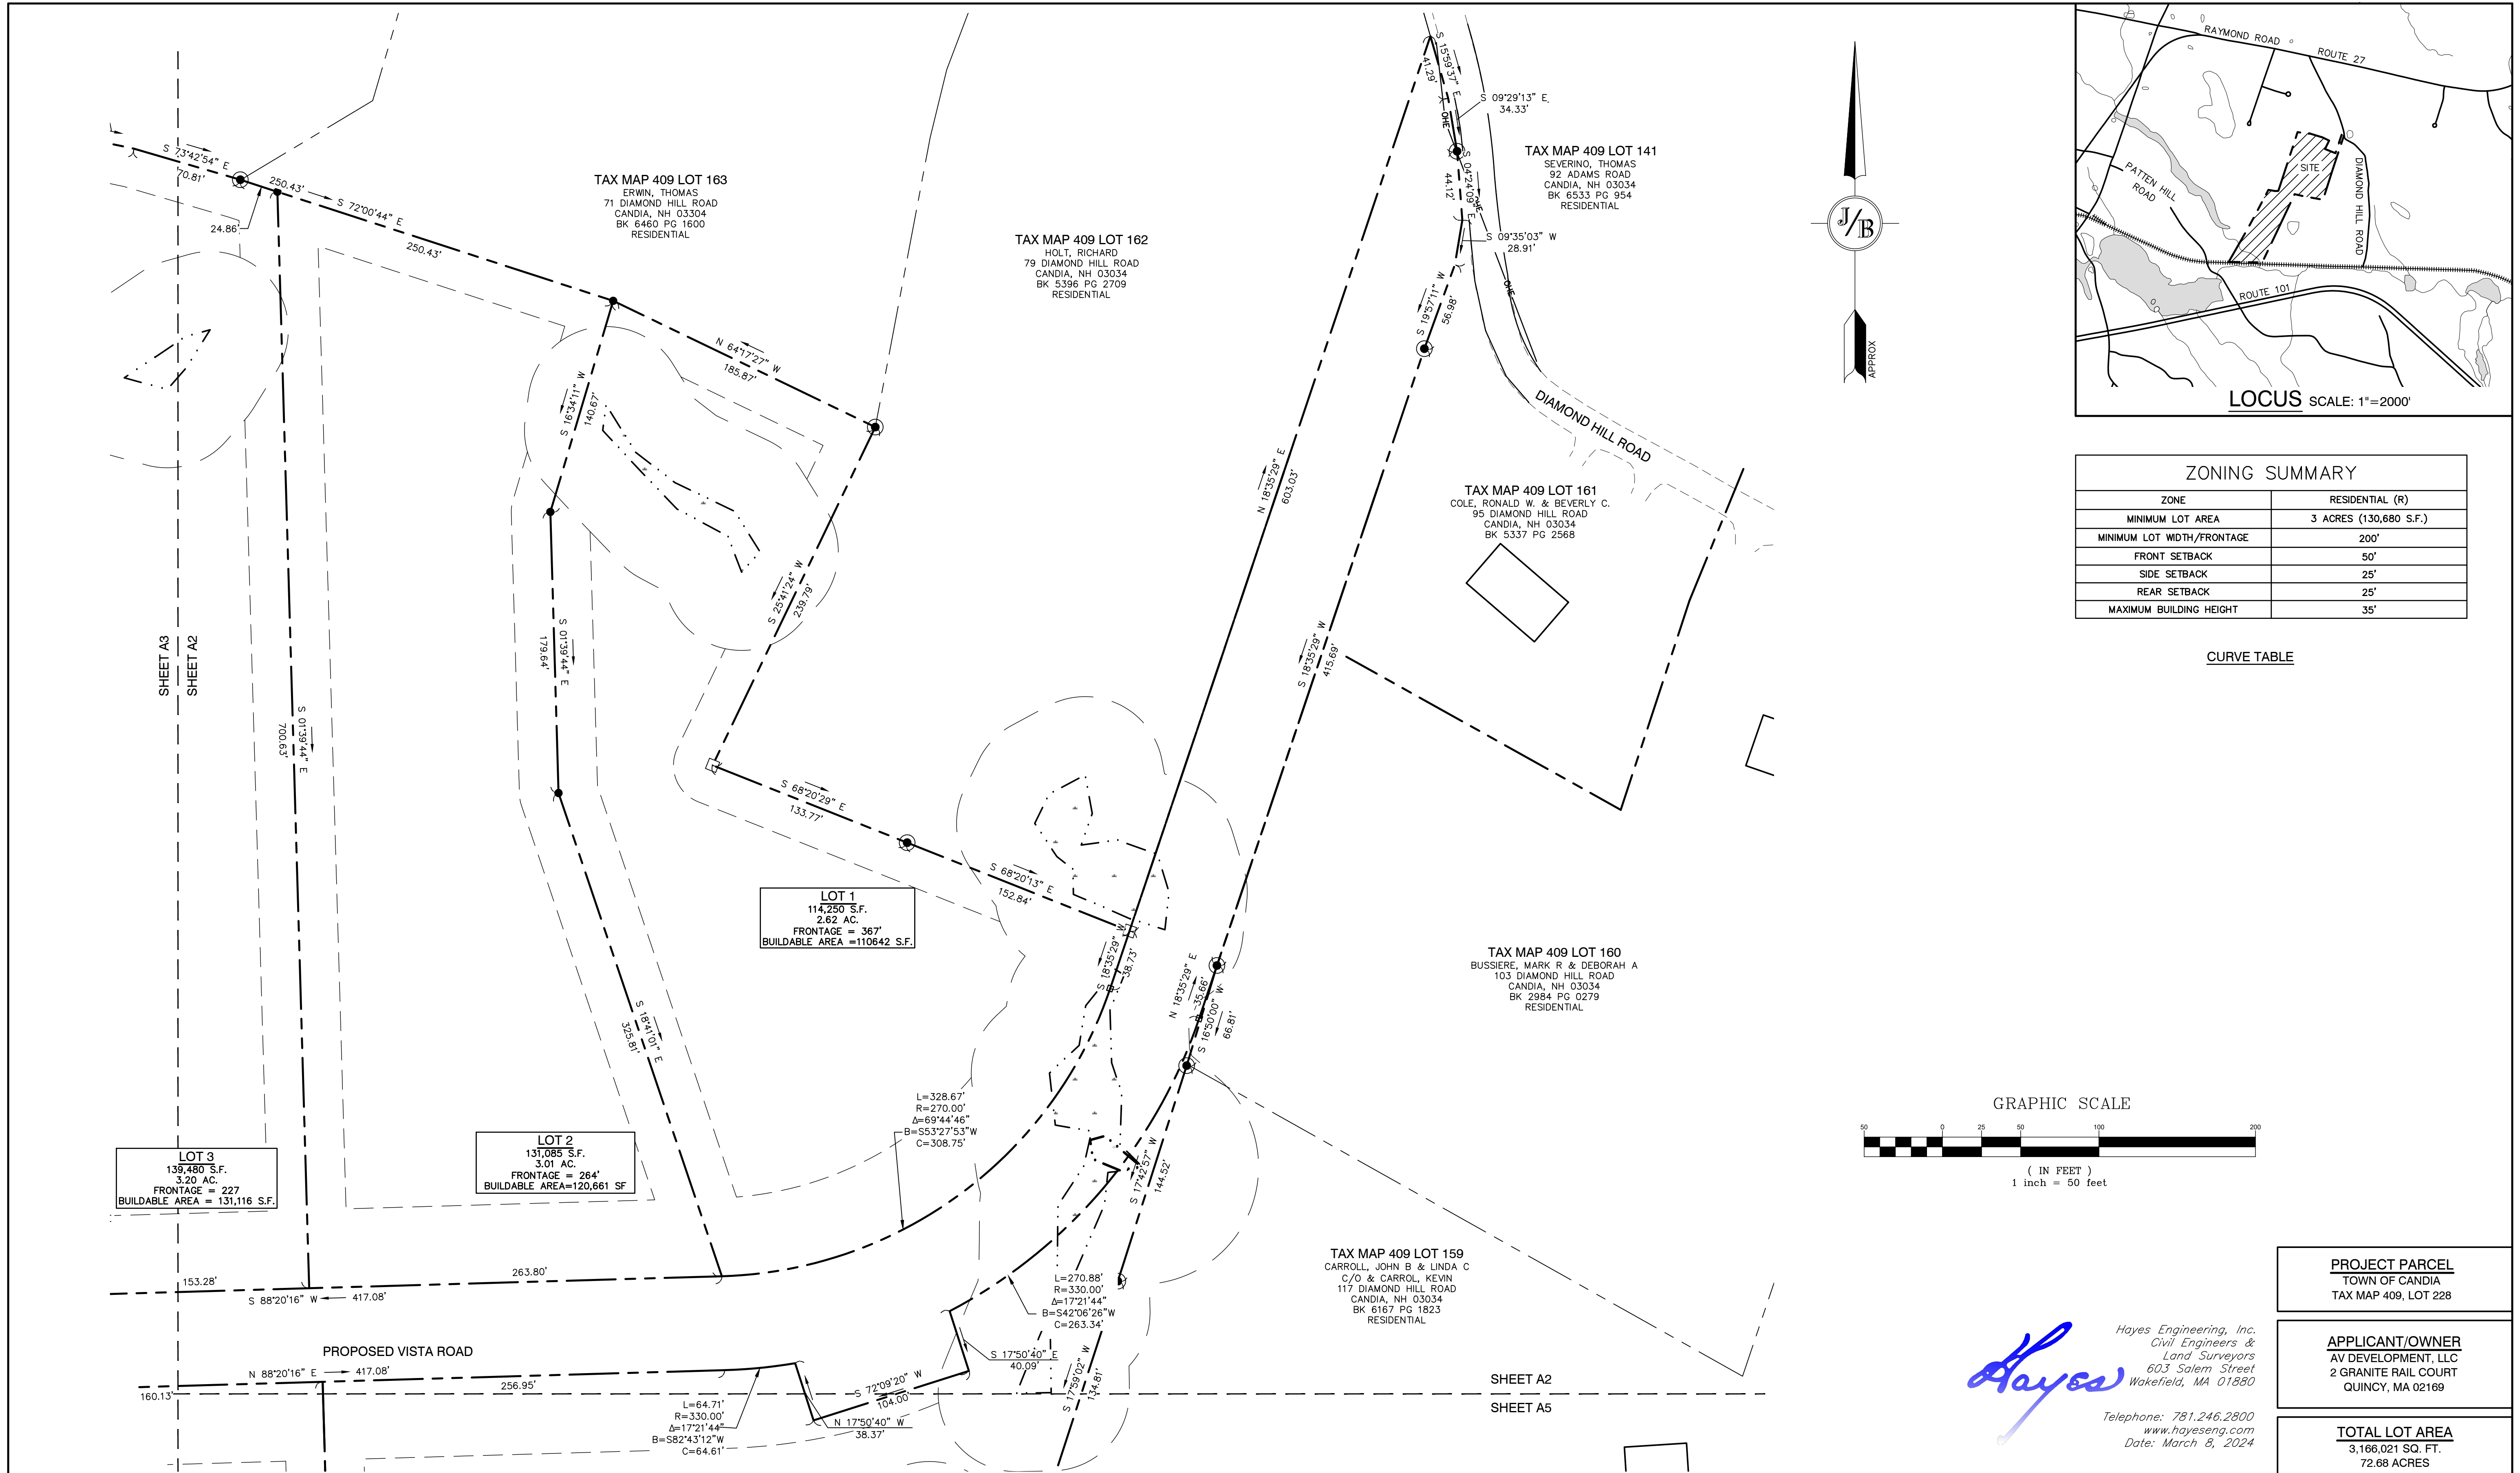 S 73°42'54" E
70.81'
250.43'
24.86'
S 72°00'44" E
250.43'
TAX MAP 409 LOT 163
ERWIN, THOMAS
71 DIAMOND HILL ROAD
CANDIA, NH 03304
BK 6460 PG 1600
RESIDENTIAL
TAX MAP 409 LOT 162
HOLT, RICHARD
79 DIAMOND HILL ROAD
CANDIA, NH 03034
BK 5396 PG 2709
RESIDENTIAL
S 15°59'37" E
41.29'
OHE
S 09°29'13" E
34.33'
S 04°24'09" E
44.12'
OHE
S 09°35'03" W
28.91'
OHE
S 19°57'11" W
56.98'
TAX MAP 409 LOT 141
SEVERINO, THOMAS
92 ADAMS ROAD
CANDIA, NH 03034
BK 6533 PG 954
RESIDENTIAL
J/B
APPROX
RAYMOND ROAD
ROUTE 27
PATTEN HILL
ROAD
SITE
DIAMOND HILL ROAD
ROUTE 101
LOCUS SCALE: 1"=2000'
ZONING SUMMARY
ZONE RESIDENTIAL (R)
MINIMUM LOT AREA 3 ACRES (130,680 S.F.)
MINIMUM LOT WIDTH/FRONTAGE 200'
FRONT SETBACK 50'
SIDE SETBACK 25'
REAR SETBACK 25'
MAXIMUM BUILDING HEIGHT 35'
CURVE TABLE
N 64°17'27" W
185.87'
S 16°34'11" W
140.67'
DIAMOND HILL ROAD
N 18°35'29" E
603.03'
TAX MAP 409 LOT 161
COLE, RONALD W. & BEVERLY C.
95 DIAMOND HILL ROAD
CANDIA, NH 03034
BK 5337 PG 2568
S 25°41'24" W
239.79'
SHEET A3
SHEET A2
S 01°39'44" E
179.64'
S 01°39'44" E
700.63'
S 18°35'29" W
415.69'
S 68°20'29" E
133.77'
S 68°20'13" E
152.84'
LOT 1
114,250 S.F.
2.62 AC.
FRONTAGE = 367'
BUILDABLE AREA =110642 S.F.
S 18°35'29" W
38.73'
N 18°35'29" E
35.66'
S 16°50'00" W
66.81'
TAX MAP 409 LOT 160
BUSSIERE, MARK R & DEBORAH A
103 DIAMOND HILL ROAD
CANDIA, NH 03034
BK 2984 PG 0279
RESIDENTIAL
S 18°41'01" E
325.81'
L=328.67'
R=270.00'
Δ=69°44'46"
B=S53°27'53"W
C=308.75'
GRAPHIC SCALE
50 0 25 50 100 200
( IN FEET )
1 inch = 50 feet
LOT 3
139,480 S.F.
3.20 AC.
FRONTAGE = 227
BUILDABLE AREA = 131,116 S.F.
LOT 2
131,085 S.F.
3.01 AC.
FRONTAGE = 264'
BUILDABLE AREA=120,661 SF
S 17°42'57" W
144.52'
TAX MAP 409 LOT 159
CARROLL, JOHN B & LINDA C
C/O & CARROL, KEVIN
117 DIAMOND HILL ROAD
CANDIA, NH 03034
BK 6167 PG 1823
RESIDENTIAL
153.28'
263.80'
S 88°20'16" W 417.08'
L=270.88'
R=330.00'
Δ=17°21'44"
B=S42°06'26"W
C=263.34'
PROPOSED VISTA ROAD
N 88°20'16" E 417.08'
160.13'
256.95'
S 17°50'40" E
40.09'
S 72°09'20" W
104.00'
N 17°50'40" W
38.37'
L=64.71'
R=330.00'
Δ=17°21'44"
B=S82°43'12"W
C=64.61'
S 17°59'02" W
134.81'
SHEET A2
SHEET A5
Hayes
Hayes Engineering, Inc.
Civil Engineers &
Land Surveyors
603 Salem Street
Wakefield, MA 01880
Telephone: 781.246.2800
www.hayeseng.com
Date: March 8, 2024
PROJECT PARCEL
TOWN OF CANDIA
TAX MAP 409, LOT 228
APPLICANT/OWNER
AV DEVELOPMENT, LLC
2 GRANITE RAIL COURT
QUINCY, MA 02169
TOTAL LOT AREA
3,166,021 SQ. FT.
72.68 ACRES